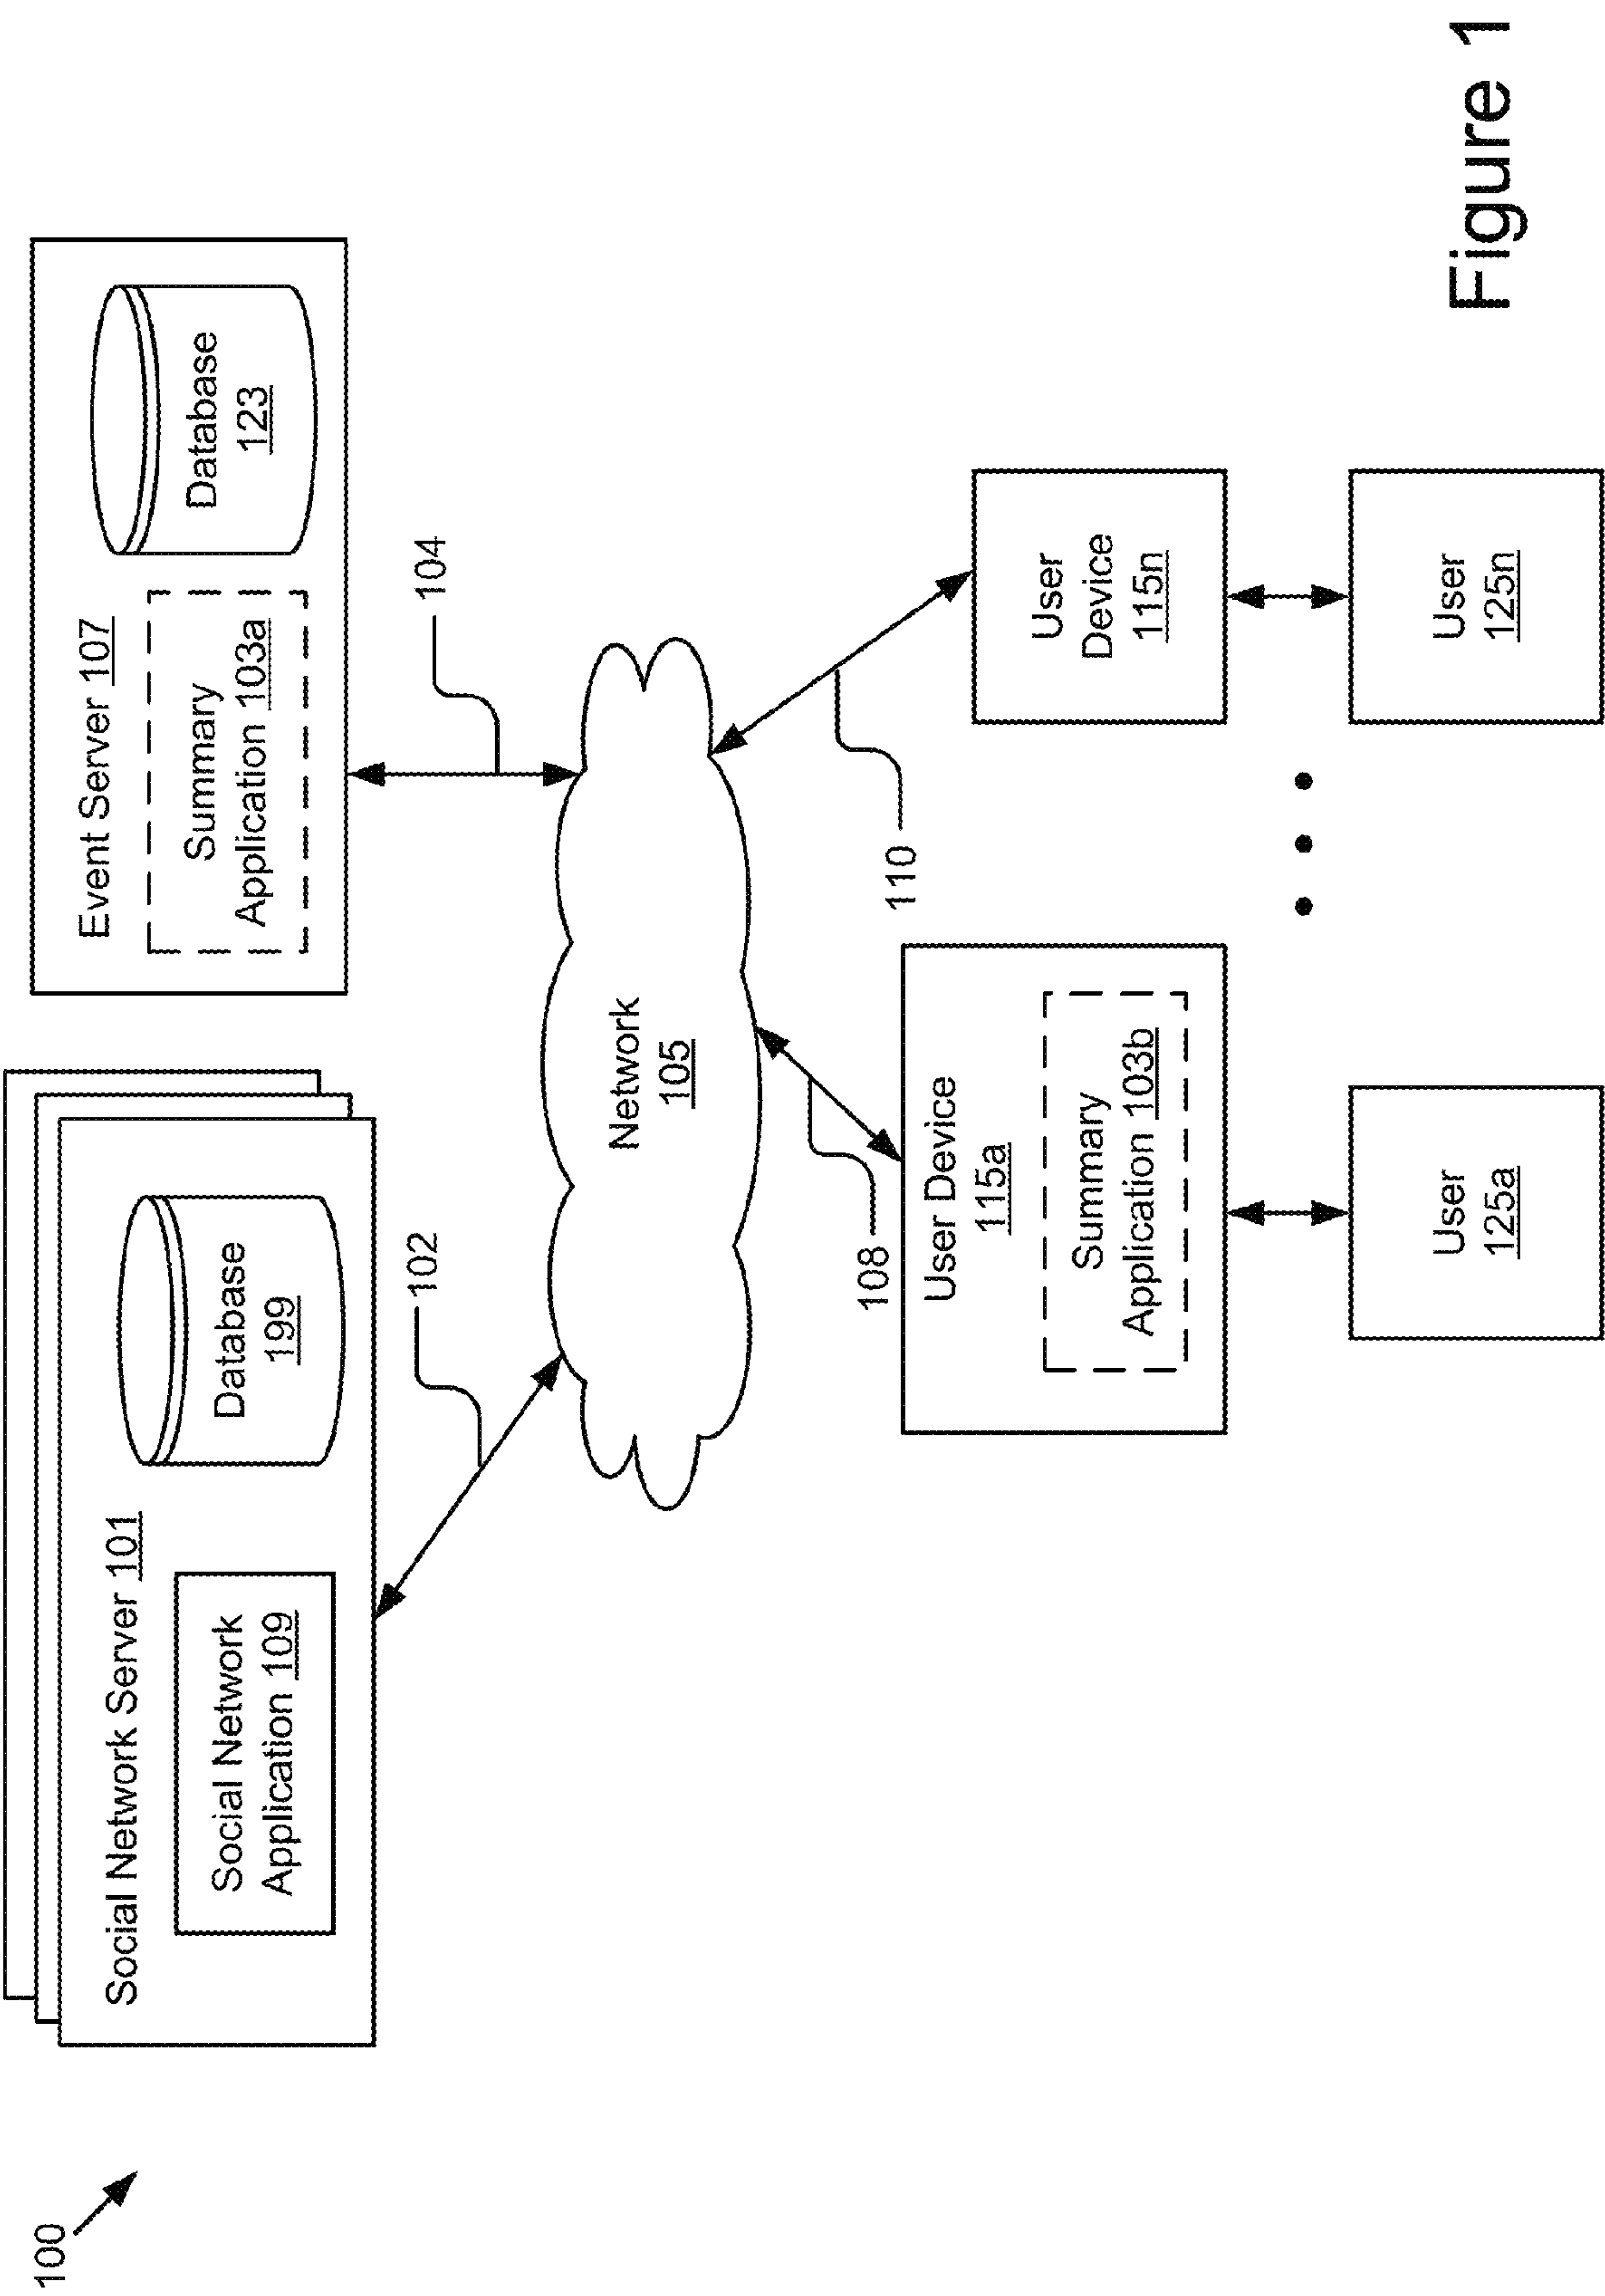 100
Social Network Server 101
Social Network
Application 109
Database
199
Event Server 107
Summary
Application 103a
Database
123
102
104
Network
105
108
110
User Device
115a
Summary
Application 103b
User
Device
115n
User
125a
User
125n
Figure 1